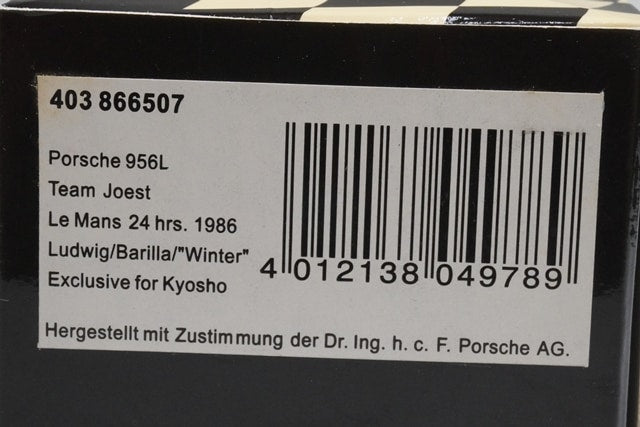 403 866507
Porsche 956L
Team Joest
Le Mans 24 hrs. 1986
Ludwig/Barilla/"Winter"
Exclusive for Kyosho
4 012138 049789
Hergestellt mit Zustimmung der Dr. Ing. h. c. F. Porsche AG.